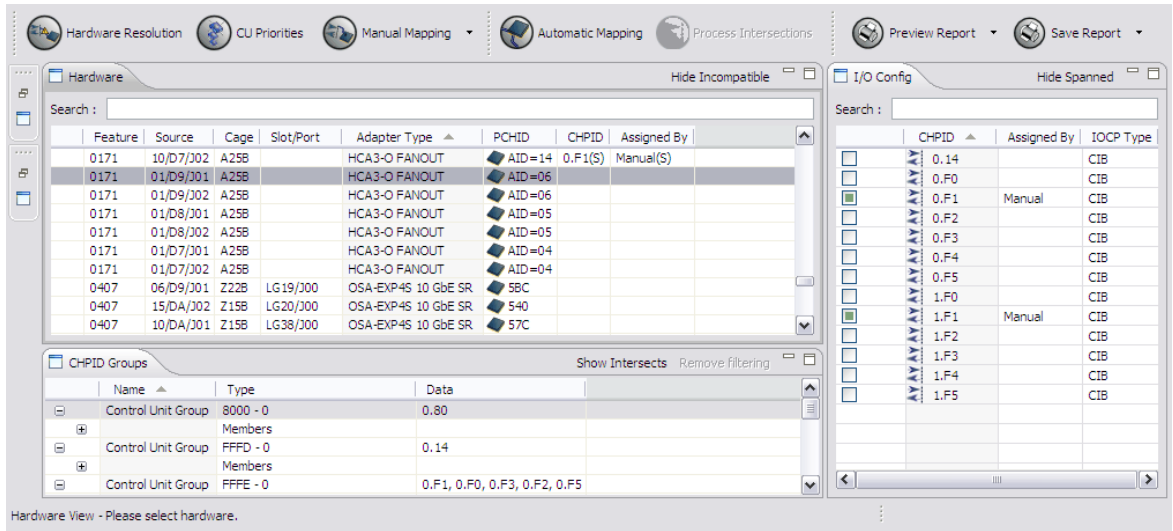 Hardware Resolution CU Priorities Manual Mapping Automatic Mapping Process Intersections Preview Report Save Report
Hardware Hide Incompatible
Search :
Feature Source Cage Slot/Port Adapter Type PCHID CHPID Assigned By
0171 10/D7/J02 A25B HCA3-O FANOUT AID=14 0.F1(S) Manual(S)
0171 01/D9/J01 A25B HCA3-O FANOUT AID=06
0171 01/D9/J02 A25B HCA3-O FANOUT AID=06
0171 01/D8/J01 A25B HCA3-O FANOUT AID=05
0171 01/D8/J02 A25B HCA3-O FANOUT AID=05
0171 01/D7/J01 A25B HCA3-O FANOUT AID=04
0171 01/D7/J02 A25B HCA3-O FANOUT AID=04
0407 06/D9/J01 Z22B LG19/J00 OSA-EXP4S 10 GbE SR 5BC
0407 15/DA/J02 Z15B LG20/J00 OSA-EXP4S 10 GbE SR 540
0407 10/DA/J01 Z15B LG38/J00 OSA-EXP4S 10 GbE SR 57C
CHPID Groups Show Intersects Remove filtering
Name Type Data
Control Unit Group 8000 - 0 0.80
Members
Control Unit Group FFFD - 0 0.14
Members
Control Unit Group FFFE - 0 0.F1, 0.F0, 0.F3, 0.F2, 0.F5
I/O Config Hide Spanned
Search :
CHPID Assigned By IOCP Type
0.14 CIB
0.F0 CIB
0.F1 Manual CIB
0.F2 CIB
0.F3 CIB
0.F4 CIB
0.F5 CIB
1.F0 CIB
1.F1 Manual CIB
1.F2 CIB
1.F3 CIB
1.F4 CIB
1.F5 CIB
Hardware View - Please select hardware.